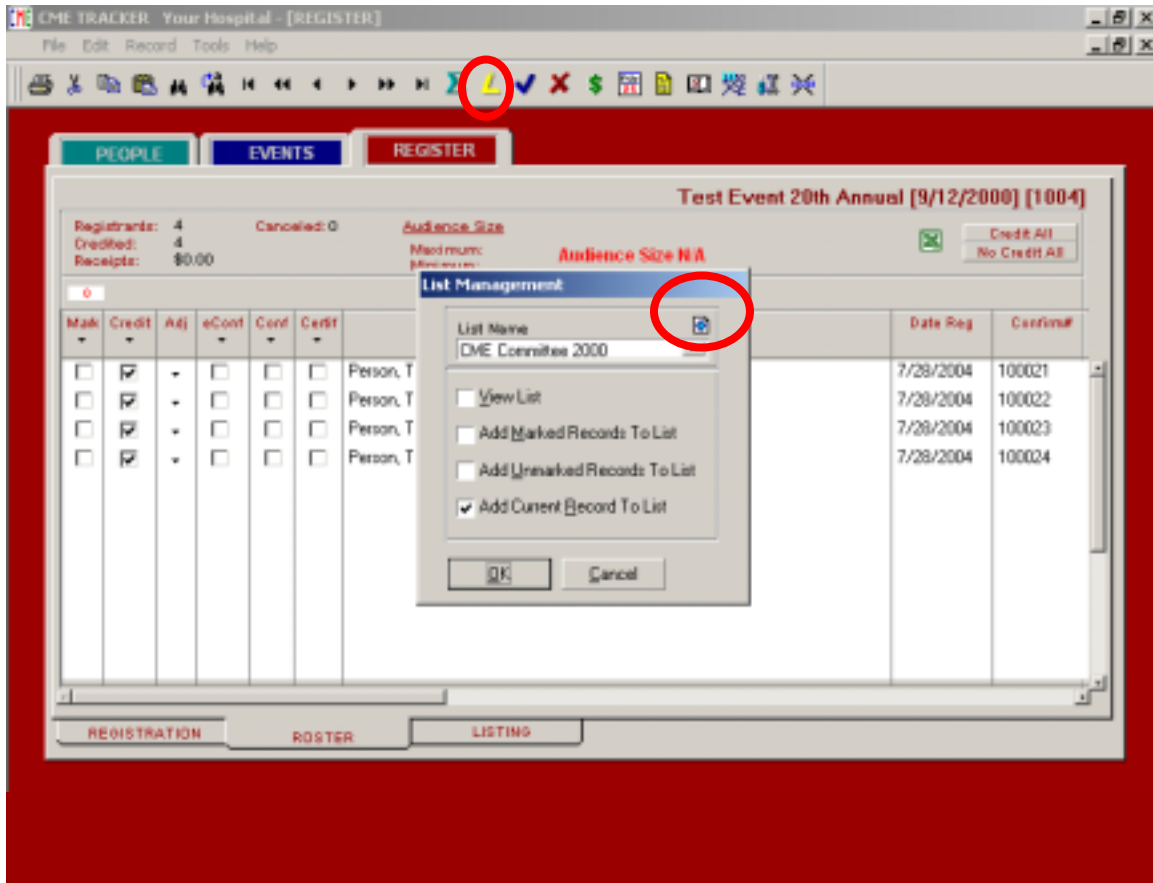 CME TRACKER Your Hospital - [REGISTER]
File Edit Record Tools Help
PEOPLE EVENTS REGISTER
Test Event 20th Annual [9/12/2000] [1004]
Registrants: 4 Canceled: 0 Audience Size
Credited: 4 Maximum: Audience Size N/A Credit All
Receipts: $0.00 Minimum: No Credit All
0
List Management
List Name
CME Committee 2000
Mark Credit Adj eConf Conf Certif Date Reg Confirm#
Person, T 7/28/2004 100021
Person, T 7/28/2004 100022
Person, T 7/28/2004 100023
Person, T 7/28/2004 100024
View List
Add Marked Records To List
Add Unmarked Records To List
Add Current Record To List
OK Cancel
REGISTRATION ROSTER LISTING